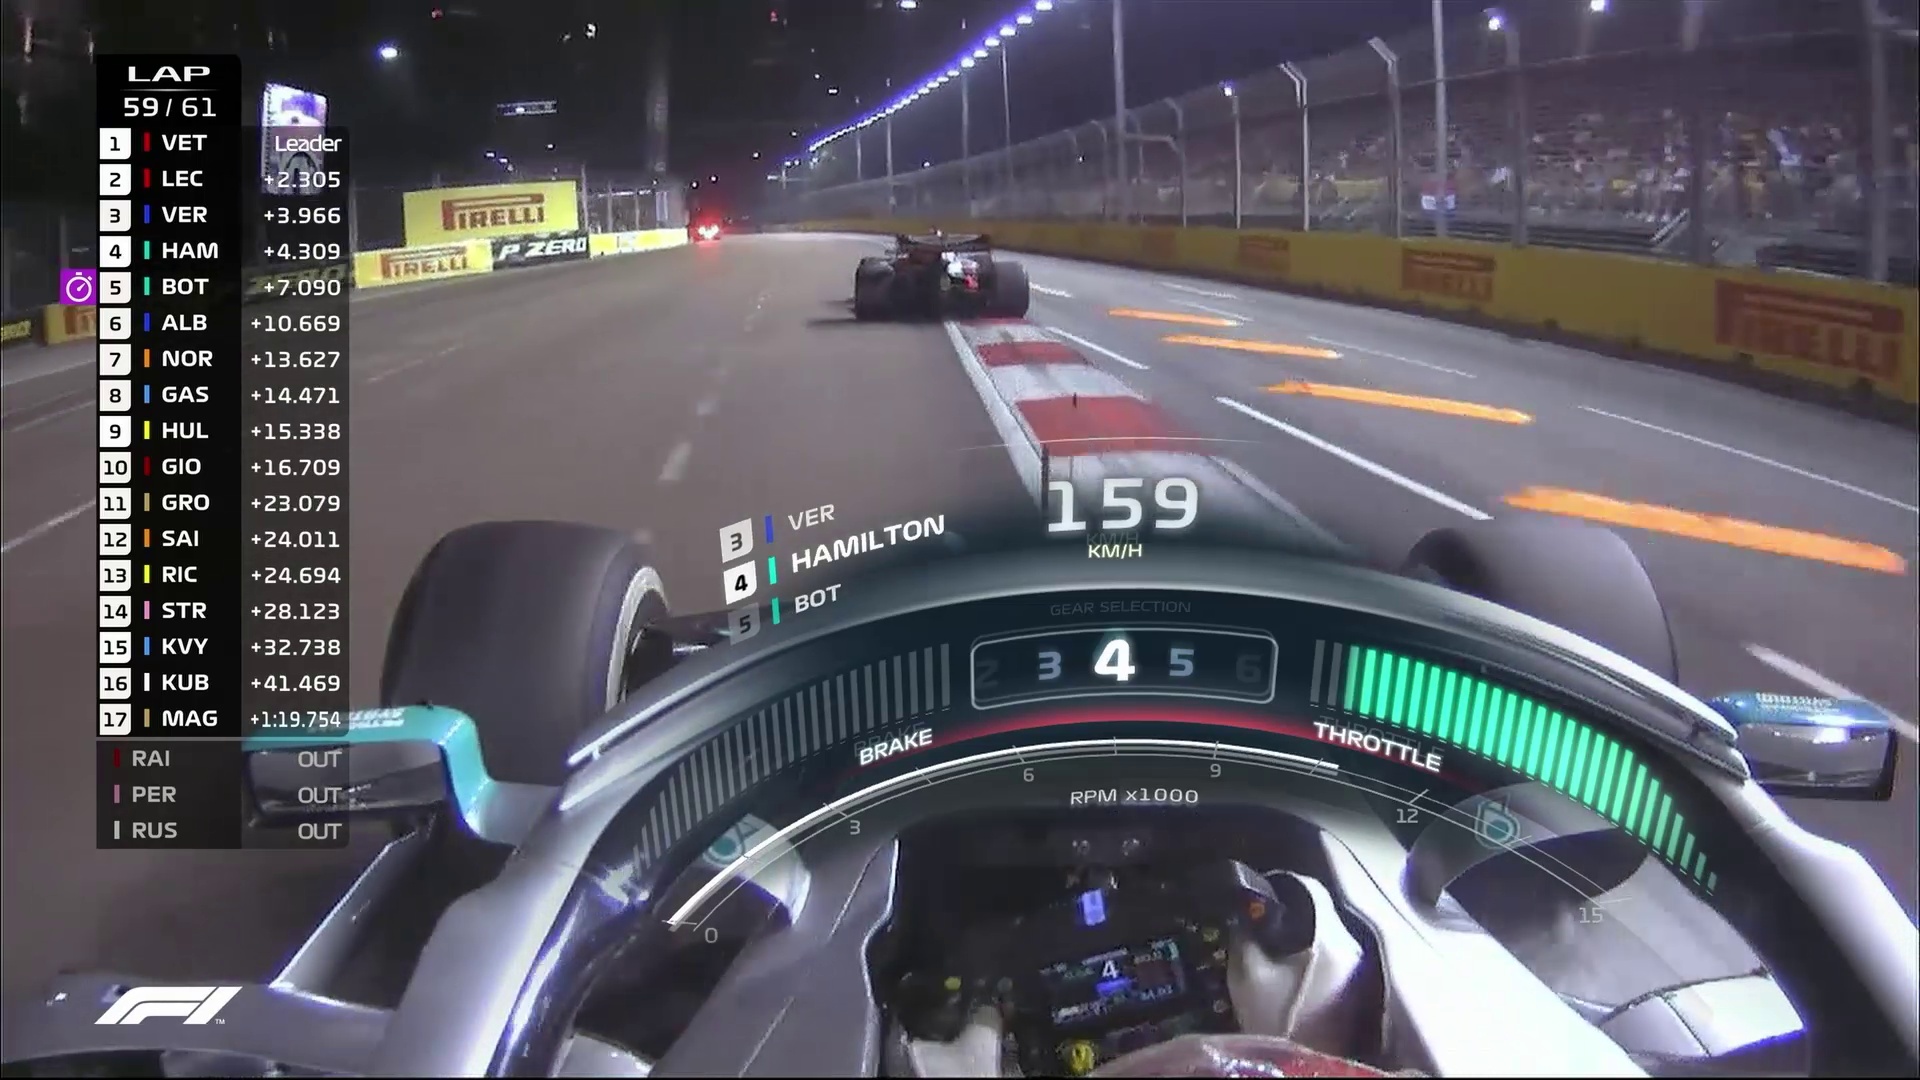 LAP
59 / 61
1 VET Leader
2 LEC +2.305
3 VER +3.966
4 HAM +4.309
5 BOT +7.090
6 ALB +10.669
7 NOR +13.627
8 GAS +14.471
9 HUL +15.338
10 GIO +16.709
11 GRO +23.079
12 SAI +24.011
13 RIC +24.694
14 STR +28.123
15 KVY +32.738
16 KUB +41.469
17 MAG +1:19.754
RAI OUT
PER OUT
RUS OUT
PIRELLI
PIRELLI
P ZERO
PIRELLI
PIRELLI
3 VER
4 HAMILTON
5 BOT
159
KM/H
GEAR SELECTION
2 3 4 5 6
BRAKE
THROTTLE
0 3 6 9 12 15
RPM x1000
4
F1
TM